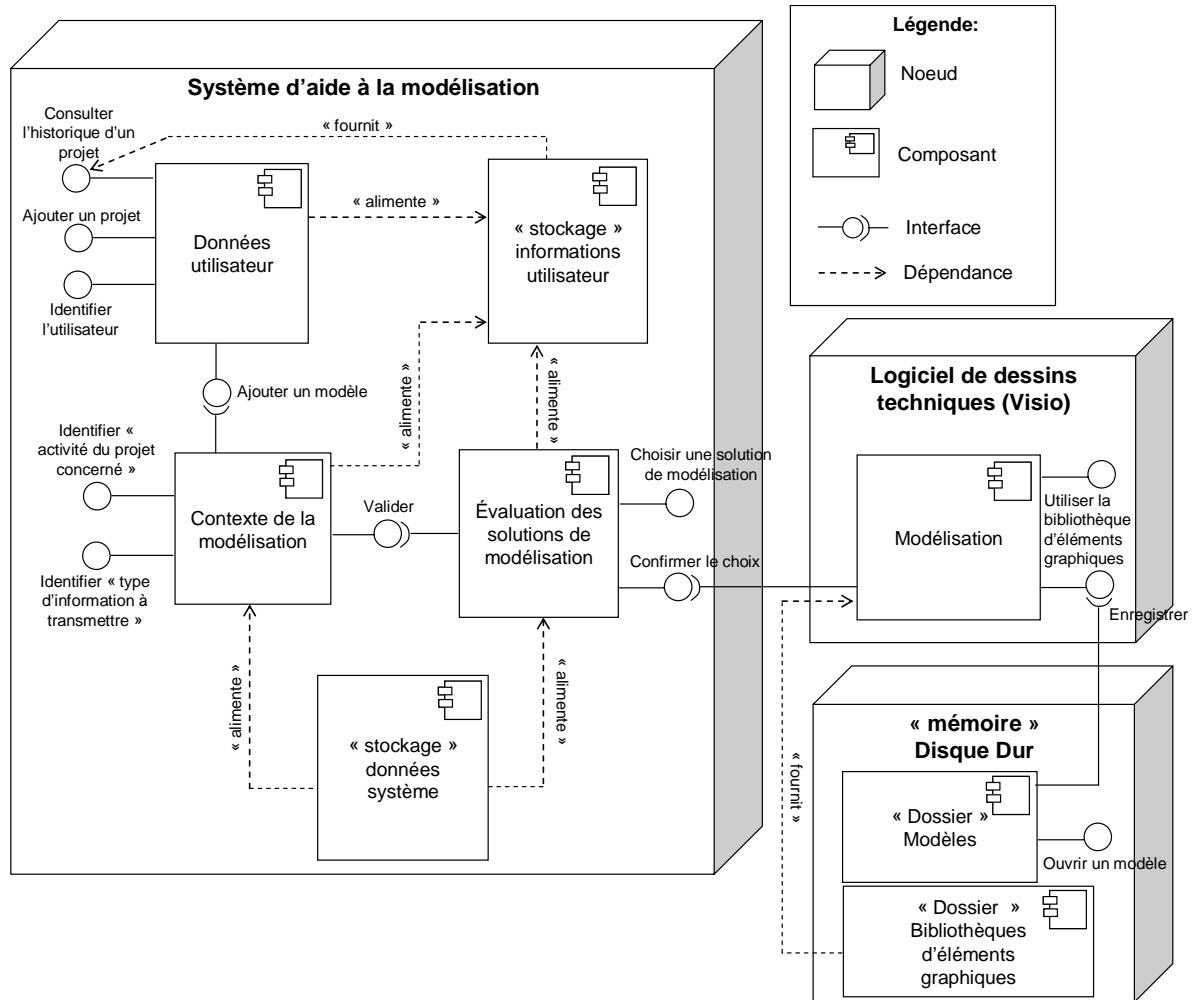 Légende:
Noeud
Composant
Interface
Dépendance
Système d’aide à la modélisation
Consulter
l’historique d’un
projet
« fournit »
Ajouter un projet
Identifier
l’utilisateur
Données
utilisateur
« alimente »
« stockage »
informations
utilisateur
Ajouter un modèle
« alimente »
« alimente »
Identifier «
activité du projet
concerné »
Identifier « type
d’information à
transmettre »
Contexte de la
modélisation
Valider
Évaluation des
solutions de
modélisation
Choisir une solution
de modélisation
Confirmer le choix
« alimente »
« alimente »
« stockage »
données
système
Logiciel de dessins
techniques (Visio)
Modélisation
Utiliser la
bibliothèque
d’éléments
graphiques
Enregistrer
« fournit »
« mémoire »
Disque Dur
« Dossier »
Modèles
Ouvrir un modèle
« Dossier »
Bibliothèques
d’éléments
graphiques